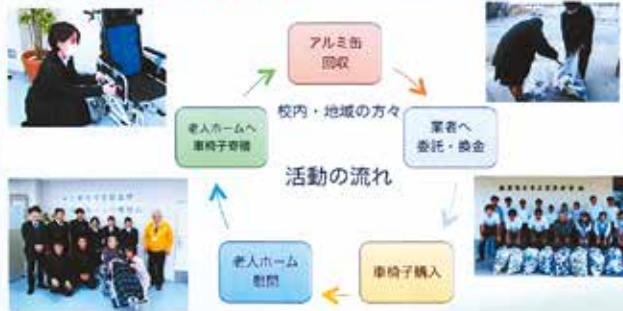 アルミ缶
回収
校内・地域の方々
業者へ
委託・換金
車椅子購入
老人ホーム
慰問
老人ホームへ
車椅子寄贈
活動の流れ